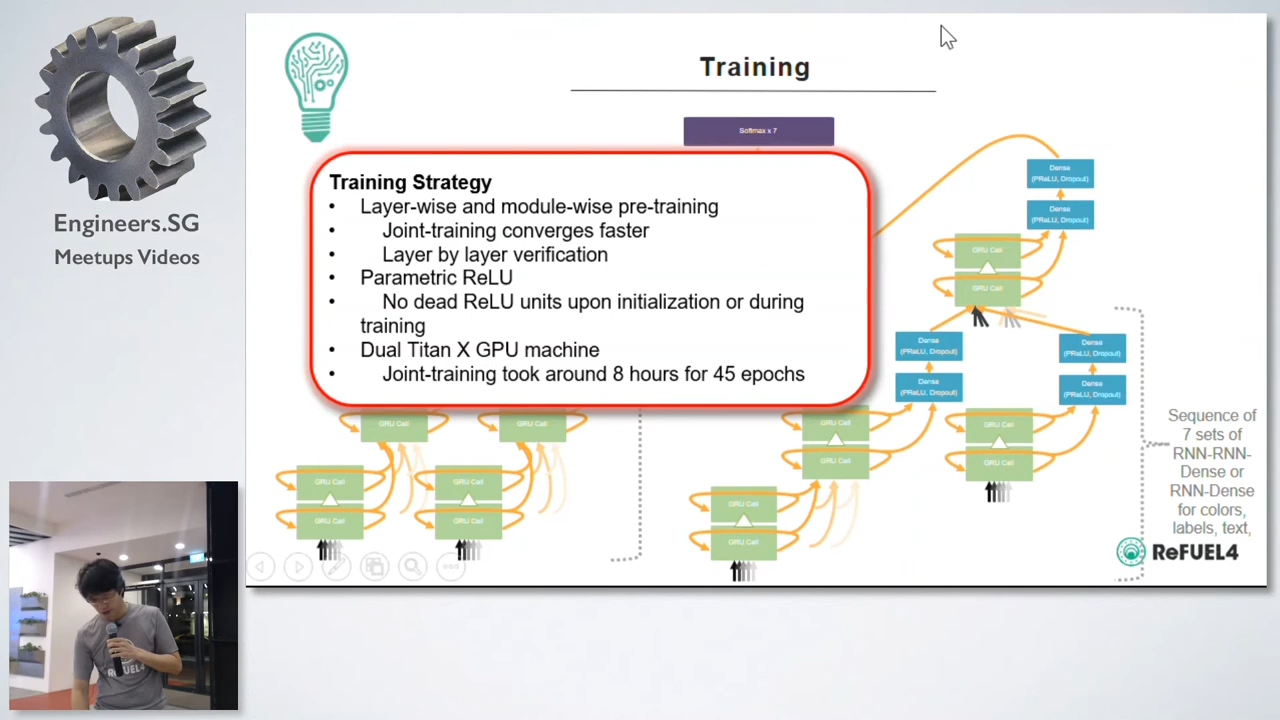 Engineers.SG
Meetups Videos
Training
Softmax x 7
Training Strategy
• Layer-wise and module-wise pre-training
• Joint-training converges faster
• Layer by layer verification
• Parametric ReLU
• No dead ReLU units upon initialization or during
training
• Dual Titan X GPU machine
• Joint-training took around 8 hours for 45 epochs
Dense
(PReLU, Dropout)
Dense
(PReLU, Dropout)
GRU Cell
GRU Cell
Dense
(PReLU, Dropout)
Dense
(PReLU, Dropout)
Dense
(PReLU, Dropout)
Dense
(PReLU, Dropout)
GRU Cell
GRU Cell
GRU Cell
GRU Cell
GRU Cell
GRU Cell
GRU Cell
GRU Cell
GRU Cell
GRU Cell
GRU Cell
GRU Cell
Sequence of
7 sets of
RNN-RNN-
Dense or
RNN-Dense
for colors,
labels, text,
ReFUEL4
ReFUEL4